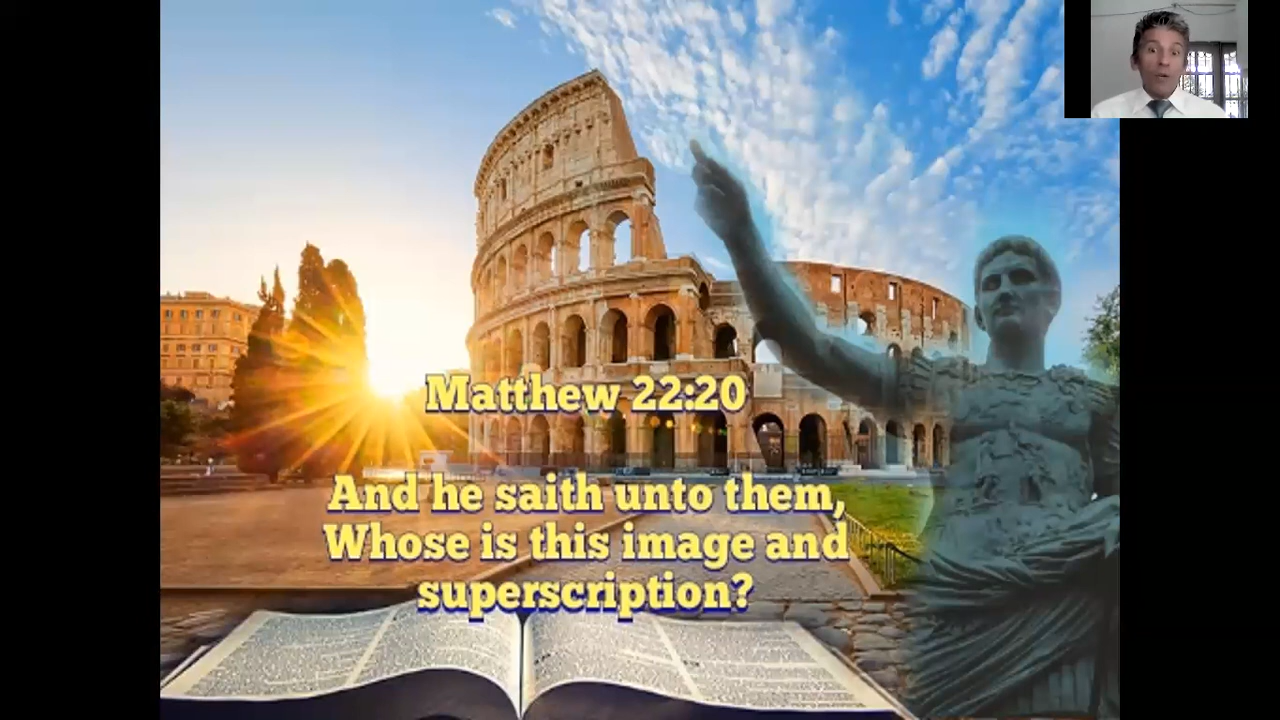 Matthew 22:20
And he saith unto them,
Whose is this image and
superscription?